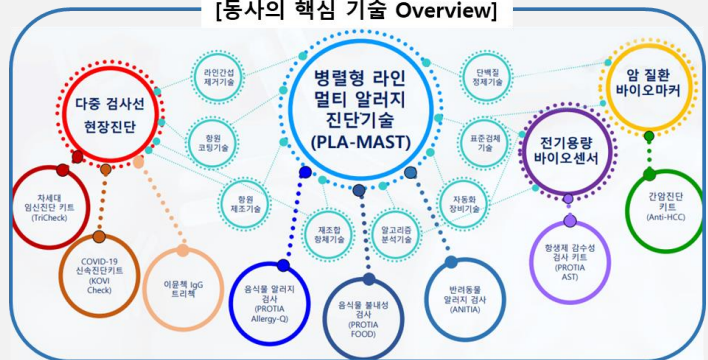 [동사의 핵심 기술 Overview]
다중 검사선
현장진단
라인간섭
제거기술
항원
코팅기술
항원
제조기술
병렬형 라인
멀티 알러지
진단기술
(PLA-MAST)
재조합
항체기술
알고리즘
분석기술
단백질
정제기술
표준검체
기술
자동화
장비기술
전기용량
바이오센서
암 질환
바이오마커
차세대
임신진단 키트
(TriCheck)
COVID-19
신속진단키트
(KOVI
Check)
이뮨첵 IgG
트리첵
음식물 알러지
검사
(PROTIA
Allergy-Q)
음식물 불내성
검사
(PROTIA
FOOD)
반려동물
알러지 검사
(ANITIA)
항생제 감수성
검사 키트
(PROTIA
AST)
간암진단
키트
(Anti-HCC)